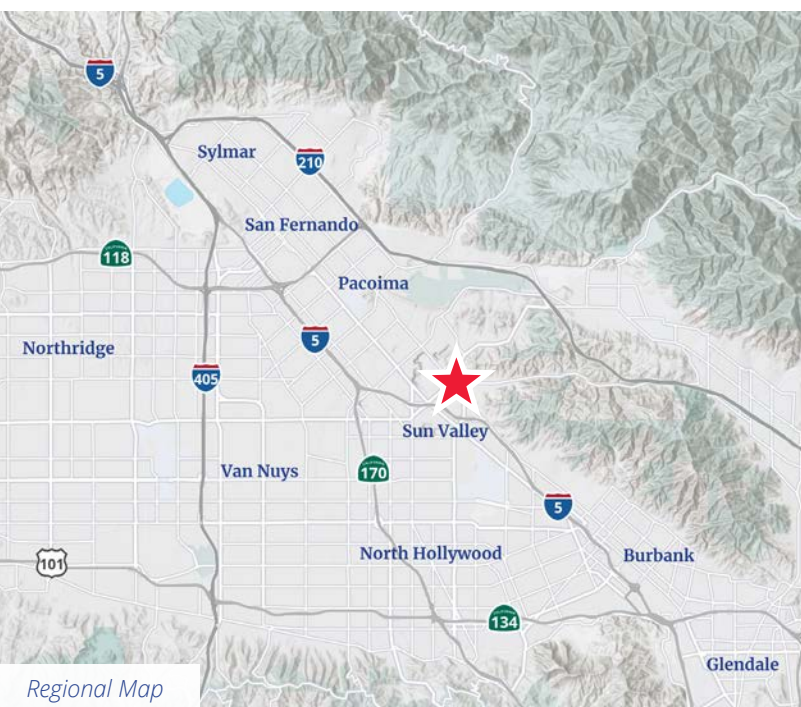 5
Sylmar
210
San Fernando
118
Pacoima
5
Northridge
405
Sun Valley
Van Nuys
170
5
North Hollywood
Burbank
101
134
Glendale
Regional Map